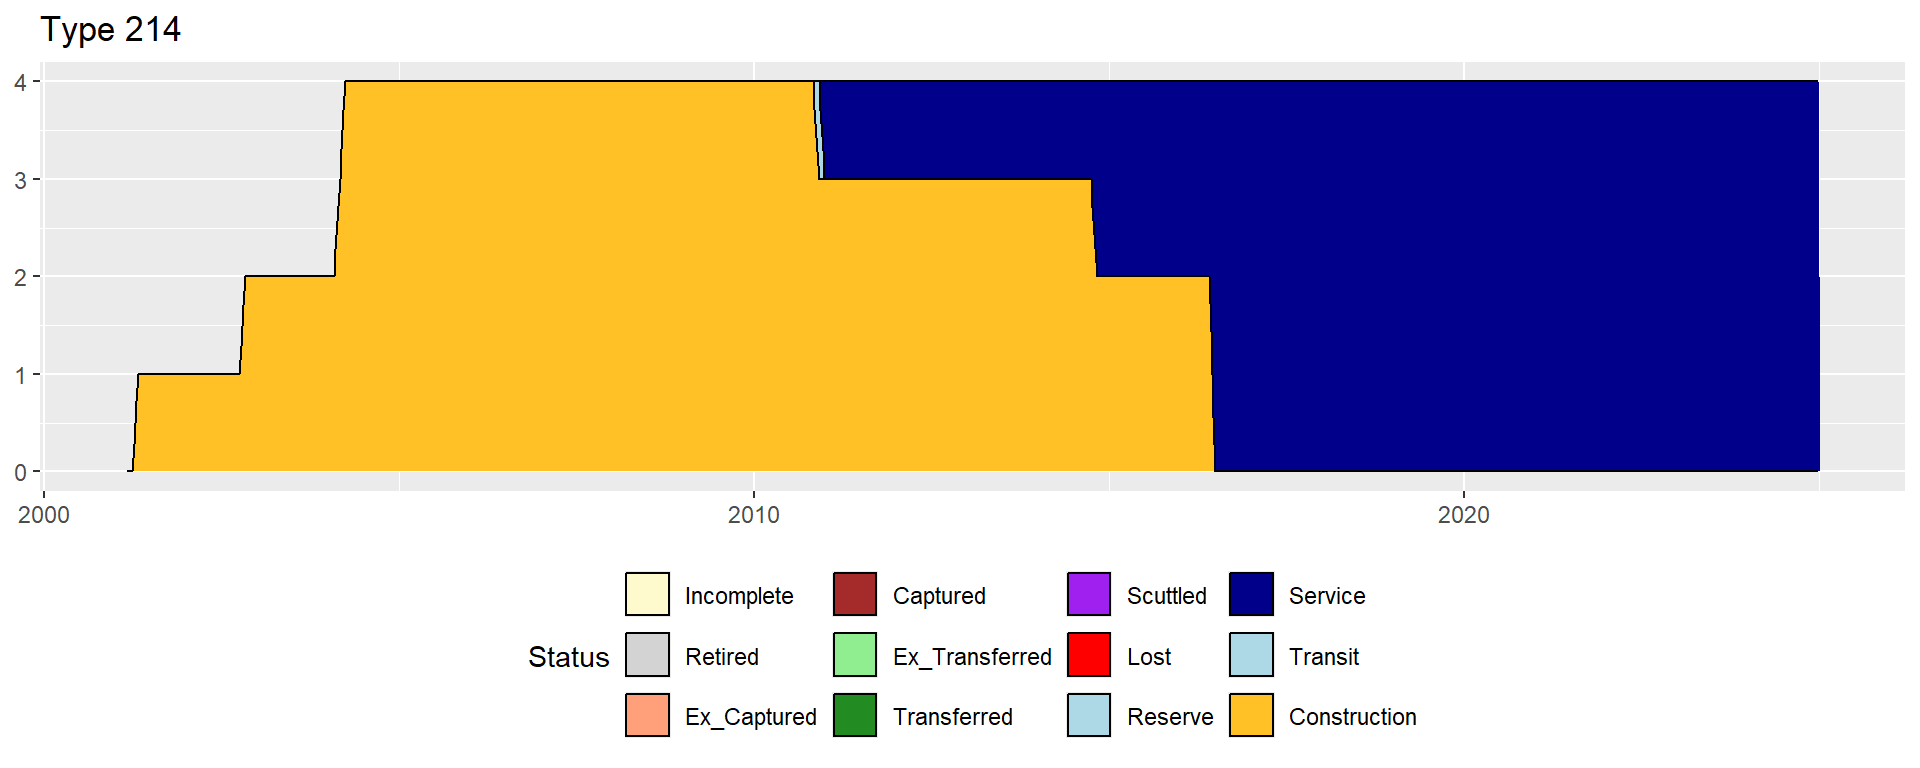 Type 214
4
3
2
1
0
2000 2010 2020
Incomplete Captured Scuttled Service
Status Retired Ex_Transferred Lost Transit
Ex_Captured Transferred Reserve Construction